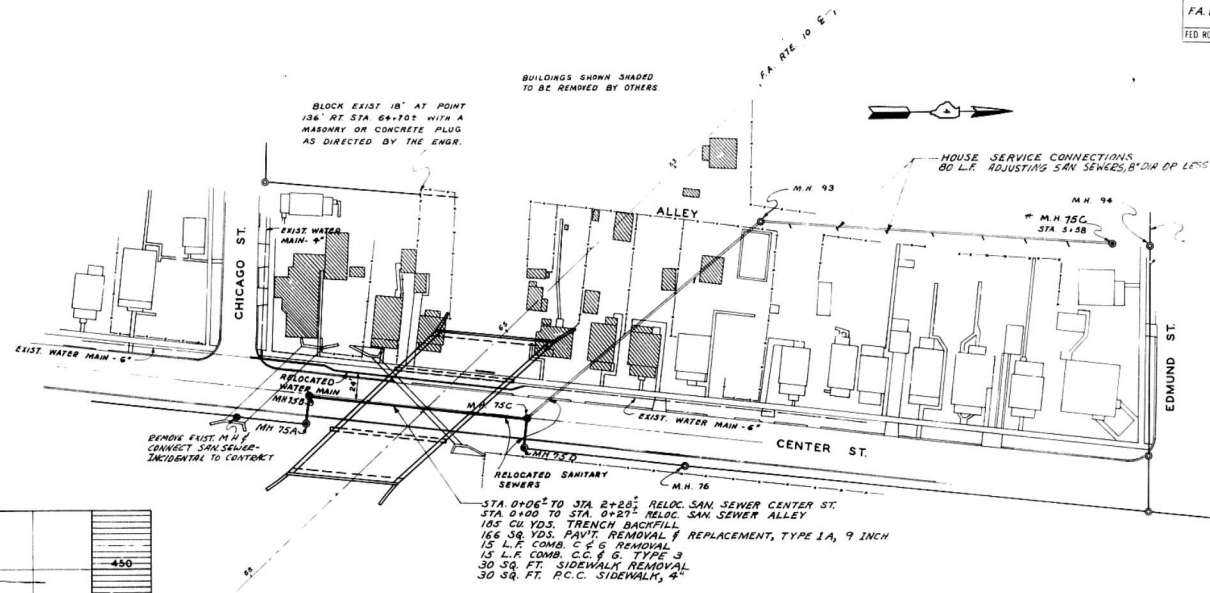 FA.
FED RO
F.A. RTE. 10 ℄
BUILDINGS SHOWN SHADED
TO BE REMOVED BY OTHERS
BLOCK EXIST 18" AT POINT
136' RT. STA. 64+70± WITH A
MASONRY OR CONCRETE PLUG
AS DIRECTED BY THE ENGR.
HOUSE SERVICE CONNECTIONS
80 L.F. ADJUSTING SAN SEWERS, 8" DIA OR LESS
M.H. 93
M.H. 94
* M.H. 75C
STA. 5+58
ALLEY
CHICAGO ST.
EXIST. WATER
MAIN-4"
65
EXIST. WATER MAIN - 6"
RELOCATED
WATER MAIN
24'
MH75B
MH 75A
M.H. 75C
MH 75D
EXIST. WATER MAIN - 6"
EDMUND ST.
CENTER ST.
REMOVE EXIST. M H &
CONNECT SAN. SEWER-
INCIDENTAL TO CONTRACT
RELOCATED SANITARY
SEWERS
M.H. 76
STA. 0+06± TO STA. 2+28± RELOC. SAN. SEWER CENTER ST.
STA. 0+00 TO STA. 0+27± RELOC. SAN. SEWER ALLEY
185 CU. YDS. TRENCH BACKFILL
166 SQ. YDS. PAV'T. REMOVAL & REPLACEMENT, TYPE 1A, 9 INCH
15 L.F. COMB. C & G REMOVAL
15 L.F. COMB. C.C. & G. TYPE 3
30 SQ. FT. SIDEWALK REMOVAL
30 SQ. FT. P.C.C. SIDEWALK, 4"
450